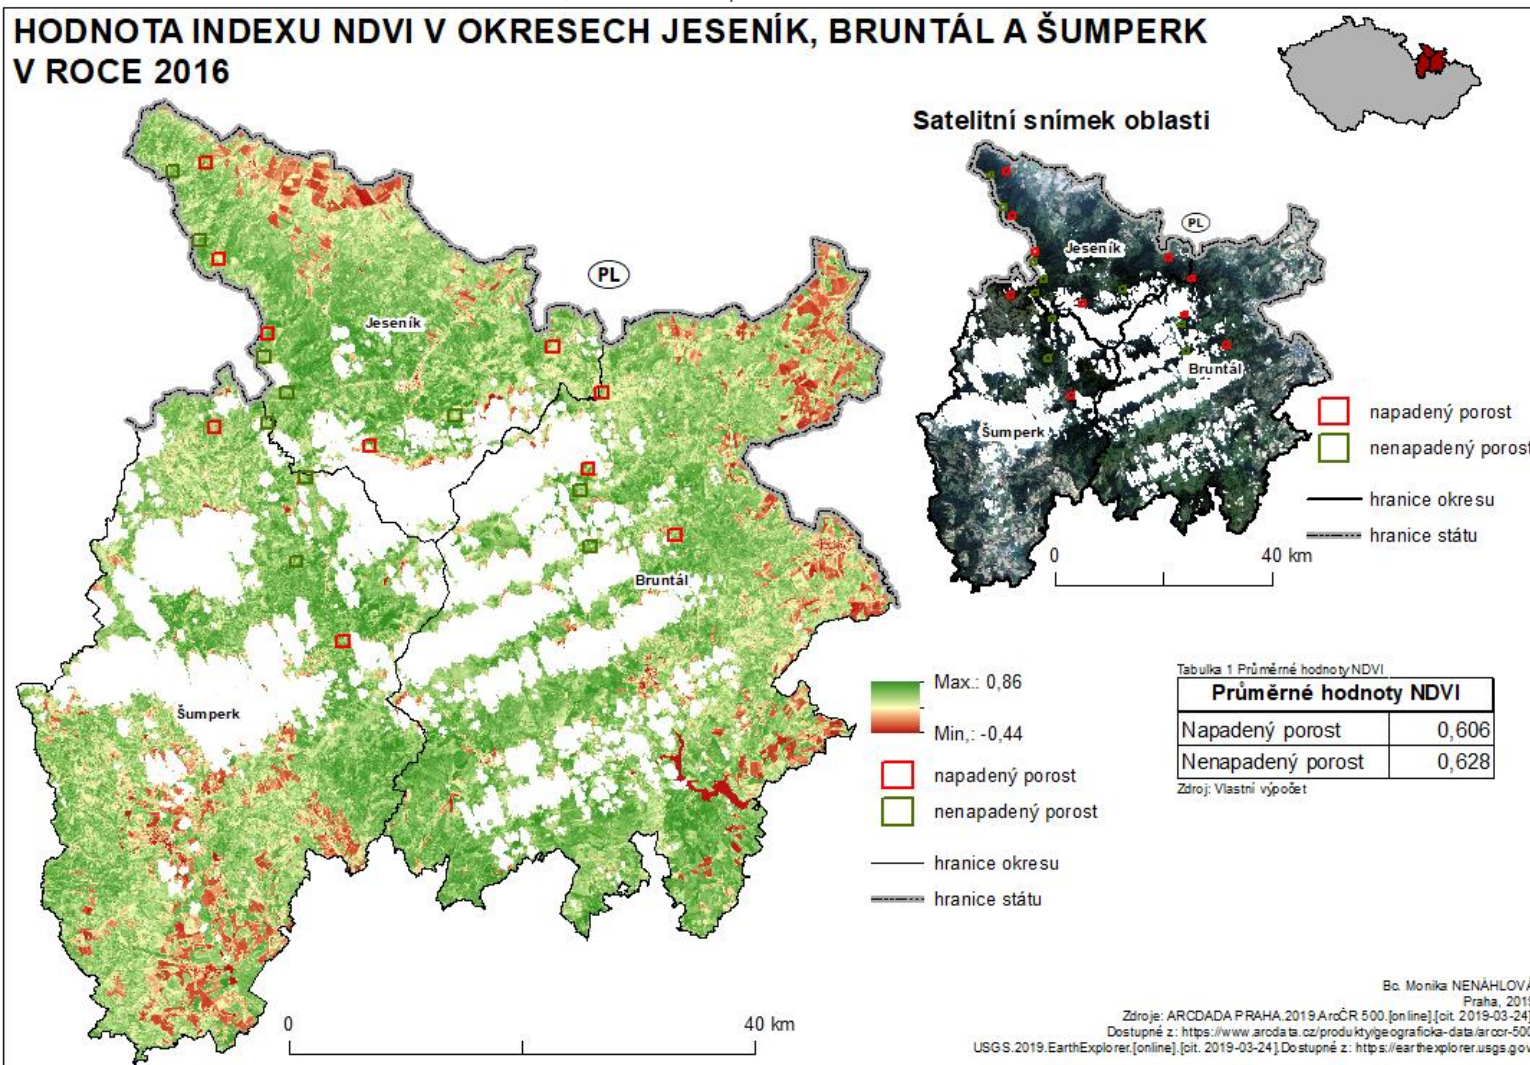 HODNOTA INDEXU NDVI V OKRESECH JESENÍK, BRUNTÁL A ŠUMPERK
V ROCE 2016
Satelitní snímek oblasti
PL
Jeseník
Bruntál
Šumperk
PL
Jeseník
Bruntál
Šumperk
napadený porost
nenapadený porost
hranice okresu
hranice státu
0 40 km
Max.: 0,86
Min,: -0,44
napadený porost
nenapadený porost
hranice okresu
hranice státu
Tabulka 1 Průměrné hodnoty NDVI
Průměrné hodnoty NDVI
Napadený porost 0,606
Nenapadený porost 0,628
Zdroj: Vlastní výpočet
0 40 km
Bc. Monika NENÁHLOVÁ
Praha, 2019
Zdroje: ARCDADA PRAHA.2019.ArcČR 500.[online].[cit. 2019-03-24]
Dostupné z: https://www.arcdata.cz/produkty/geograficka-data/arccr-500
USGS.2019.EarthExplorer.[online].[cit. 2019-03-24].Dostupné z: https://earthexplorer.usgs.gov